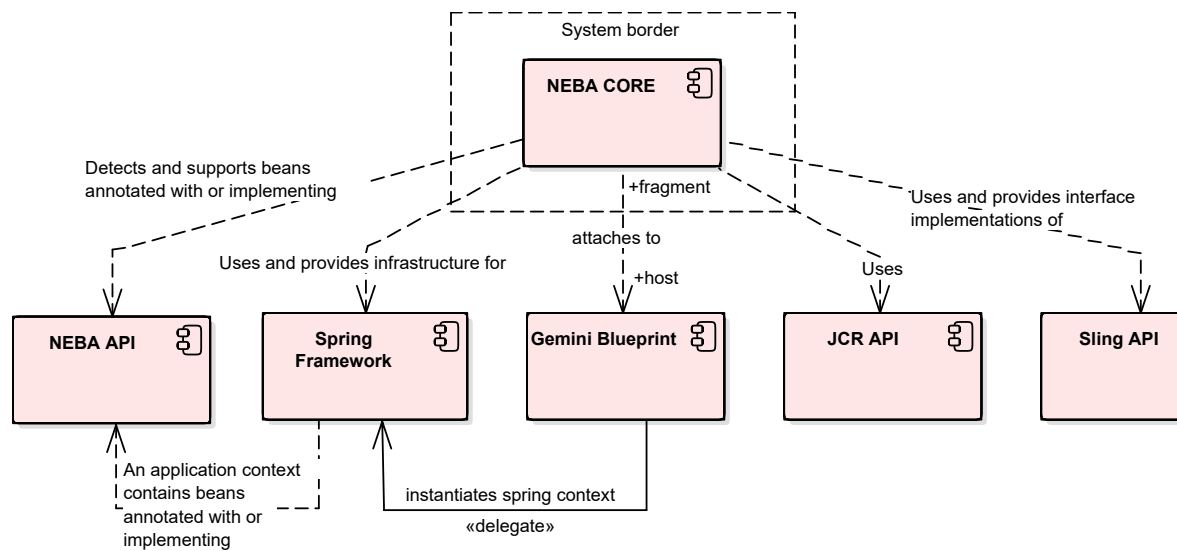 System border
NEBA CORE
Detects and supports beans
annotated with or implementing
+fragment
Uses and provides interface
implementations of
attaches to
Uses and provides infrastructure for
+host
Uses
NEBA API
Spring
Framework
Gemini Blueprint
JCR API
Sling API
An application context
contains beans
annotated with or
implementing
instantiates spring context
«delegate»